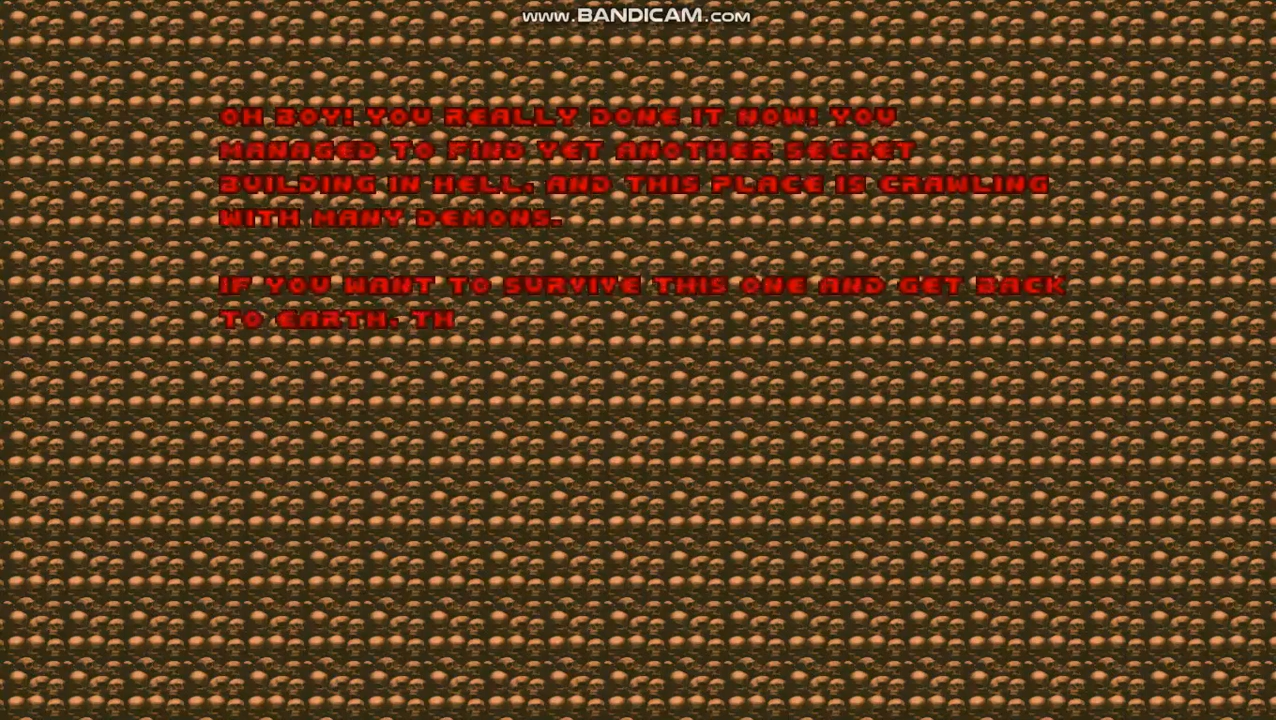 www.BANDICAM.com
OH BOY! YOU REALLY DONE IT NOW! YOU
MANAGED TO FIND YET ANOTHER SECRET
BUILDING IN HELL, AND THIS PLACE IS CRAWLING
WITH MANY DEMONS.
IF YOU WANT TO SURVIVE THIS ONE AND GET BACK
TO EARTH, TH